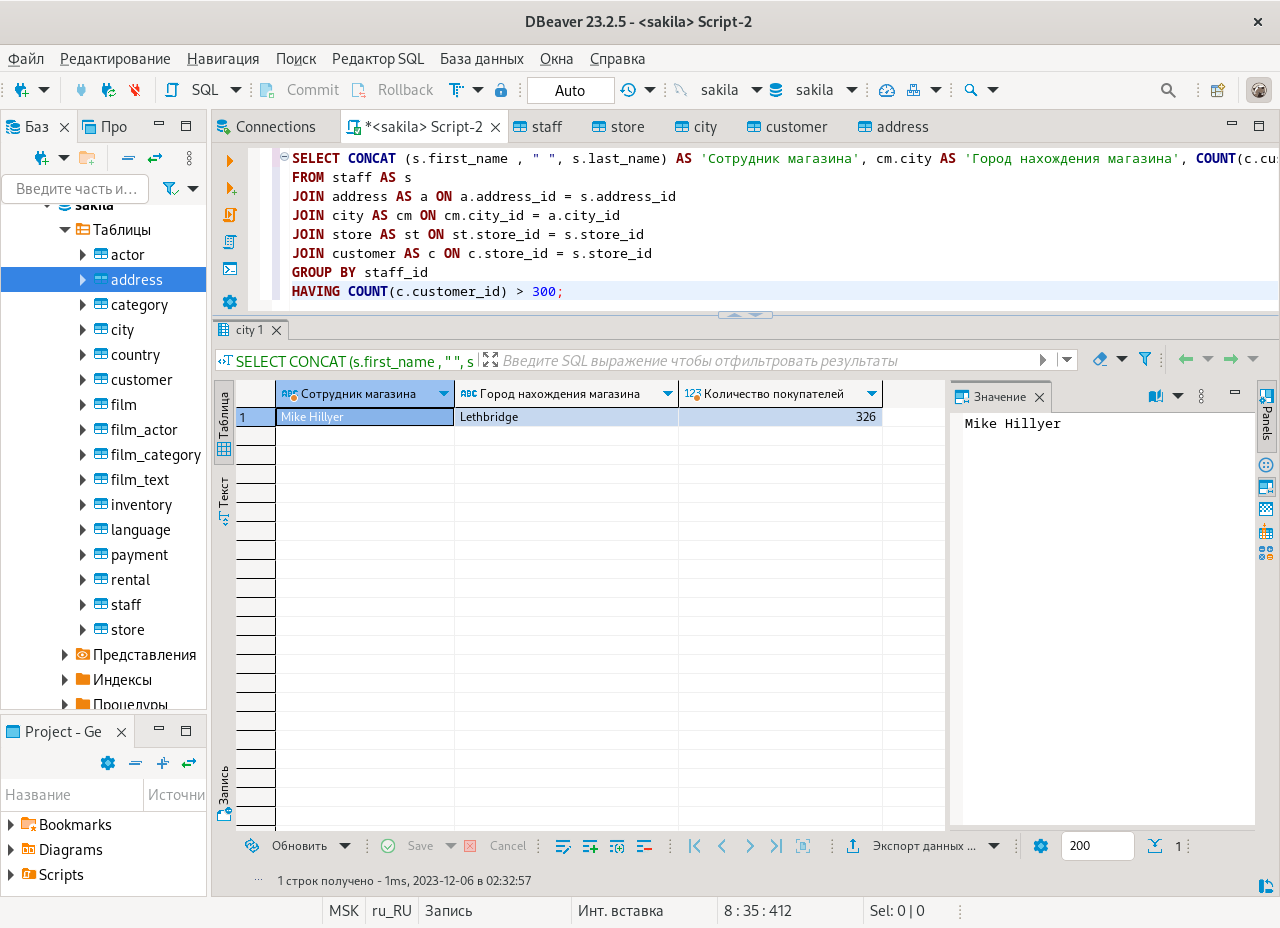 DBeaver 23.2.5 - <sakila> Script-2
Файл Редактирование Навигация Поиск Редактор SQL База данных Окна Справка
SQL Commit Rollback Auto sakila sakila
Баз Про
Connections *<sakila> Script-2 staff store city customer address
Введите часть и...
sakila
Таблицы
actor
address
category
city
country
customer
film
film_actor
film_category
film_text
inventory
language
payment
rental
staff
store
Представления
Индексы
Процедуры
SELECT CONCAT (s.first_name , " ", s.last_name) AS 'Сотрудник магазина', cm.city AS 'Город нахождения магазина', COUNT(c.cu
FROM staff AS s
JOIN address AS a ON a.address_id = s.address_id
JOIN city AS cm ON cm.city_id = a.city_id
JOIN store AS st ON st.store_id = s.store_id
JOIN customer AS c ON c.store_id = s.store_id
GROUP BY staff_id
HAVING COUNT(c.customer_id) > 300;
city 1
SELECT CONCAT (s.first_name , " ", s Введите SQL выражение чтобы отфильтровать результаты
Таблица
Текст
Запись
Сотрудник магазина Город нахождения магазина Количество покупателей
1 Mike Hillyer Lethbridge 326
Значение
Mike Hillyer
Panels
Project - Ge
Название Источни
Bookmarks
Diagrams
Scripts
Обновить Save Cancel Экспорт данных ... 200 1
1 строк получено - 1ms, 2023-12-06 в 02:32:57
MSK ru_RU Запись Инт. вставка 8 : 35 : 412 Sel: 0 | 0